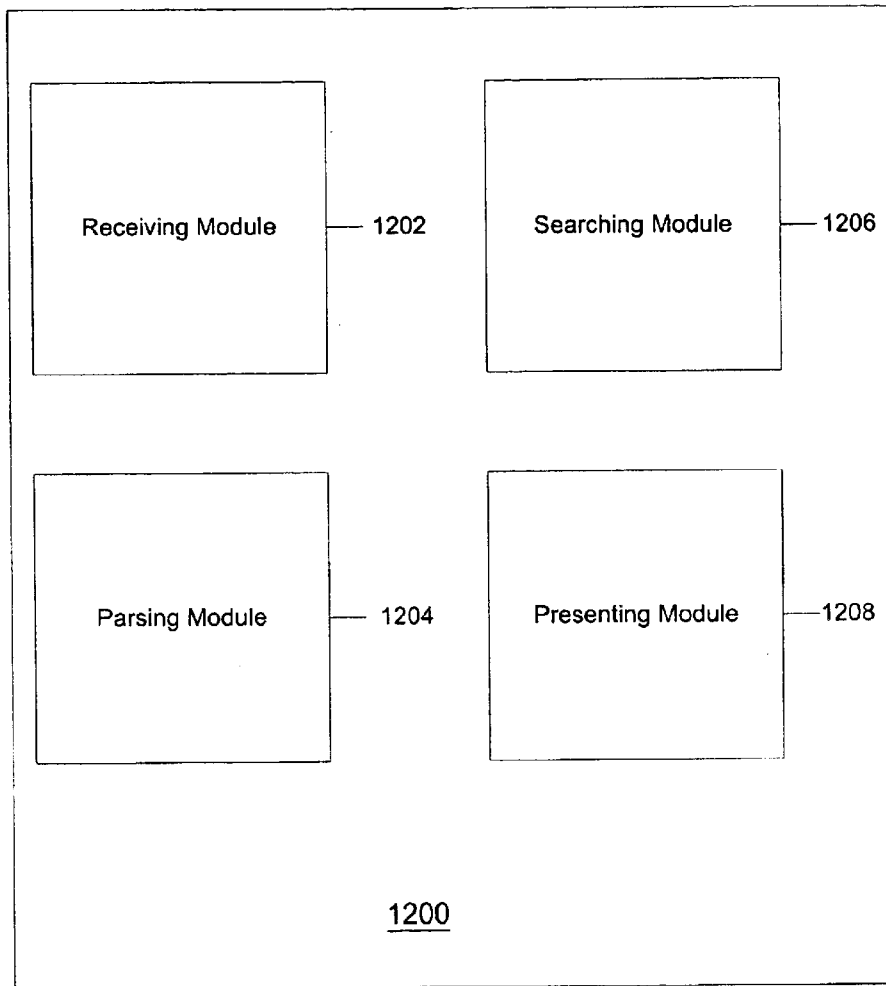 Receiving Module
1202
Searching Module
1206
Parsing Module
1204
Presenting Module
1208
1200